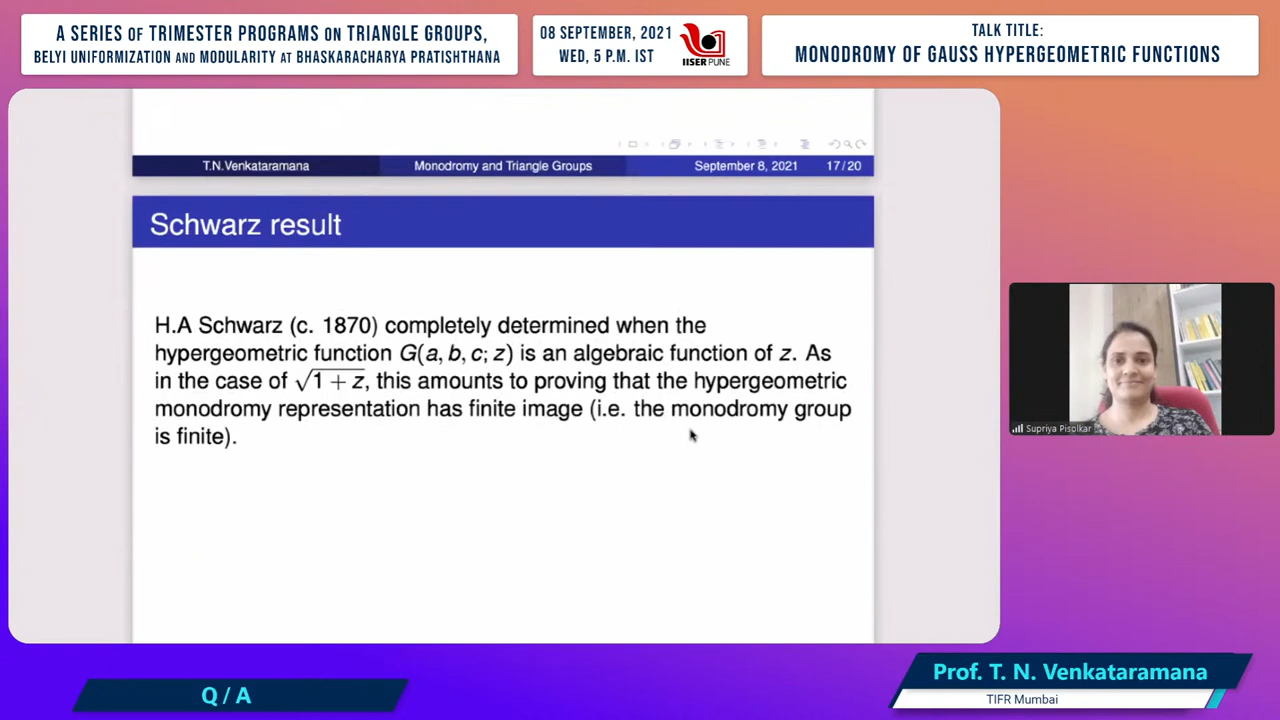 A SERIES OF TRIMESTER PROGRAMS ON TRIANGLE GROUPS,
BELYI UNIFORMIZATION AND MODULARITY AT BHASKARACHARYA PRATISHTHANA
08 SEPTEMBER, 2021
WED, 5 P.M. IST
IISER PUNE
TALK TITLE:
MONODROMY OF GAUSS HYPERGEOMETRIC FUNCTIONS
T.N.Venkataramana Monodromy and Triangle Groups September 8, 2021 17/20
Schwarz result
H.A Schwarz (c. 1870) completely determined when the
hypergeometric function G(a, b, c; z) is an algebraic function of z. As
in the case of √1 + z, this amounts to proving that the hypergeometric
monodromy representation has finite image (i.e. the monodromy group
is finite).
Supriya Pisolkar
Prof. T. N. Venkataramana
TIFR Mumbai
Q / A